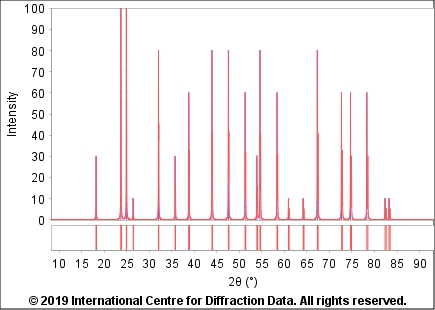 100
90
80
70
60
50
40
30
20
10
0
Intensity
10 15 20 25 30 35 40 45 50 55 60 65 70 75 80 85 90
2θ (°)
© 2019 International Centre for Diffraction Data. All rights reserved.